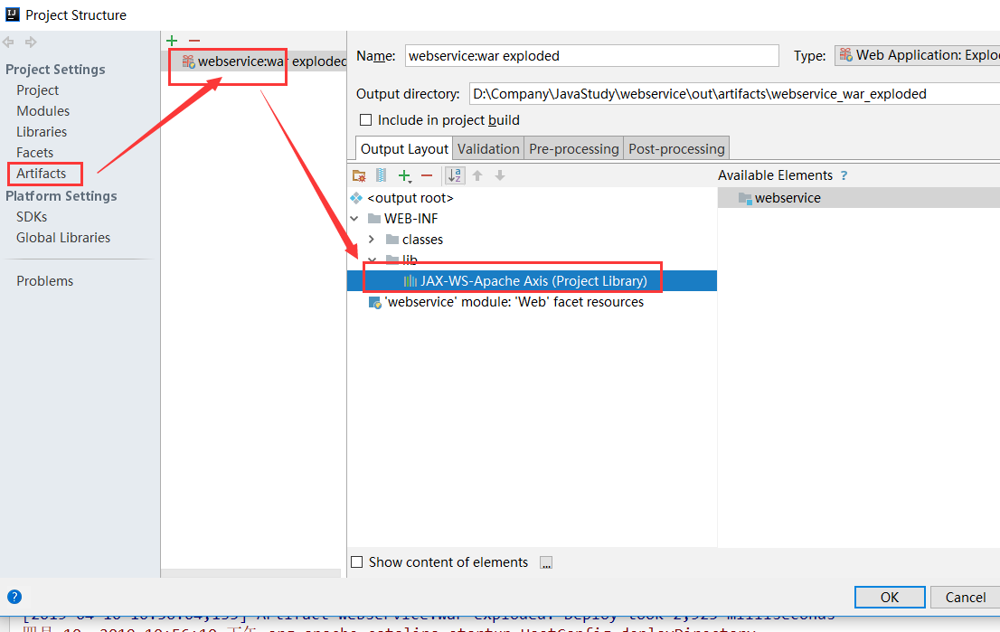 Project Structure
Project Settings
Project
Modules
Libraries
Facets
Artifacts
Platform Settings
SDKs
Global Libraries
Problems
webservice:war exploded
Name: webservice:war exploded Type: Web Application: Explo
Output directory: D:\Company\JavaStudy\webservice\out\artifacts\webservice_war_exploded
Include in project build
Output Layout Validation Pre-processing Post-processing
Available Elements ?
<output root>
webservice
WEB-INF
classes
lib
JAX-WS-Apache Axis (Project Library)
'webservice' module: 'Web' facet resources
Show content of elements ...
? OK Cancel